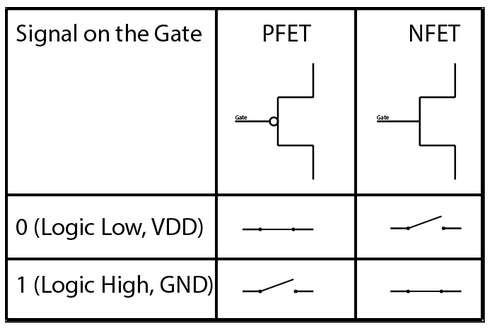 Signal on the Gate PFET NFET
Gate Gate
0 (Logic Low, VDD)
1 (Logic High, GND)